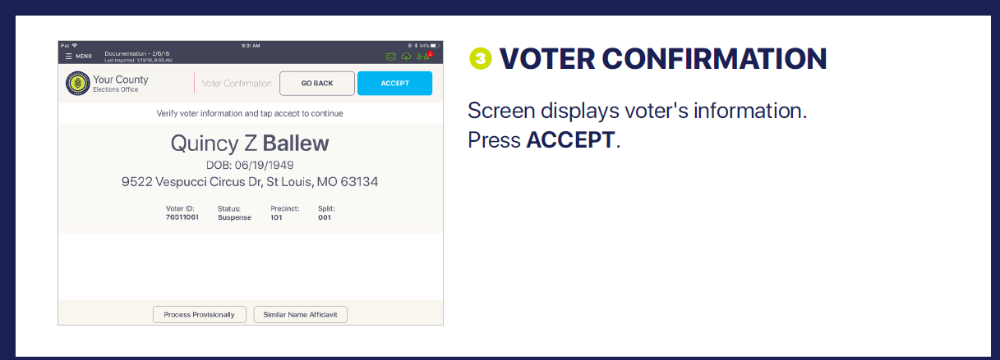 iPad 9:31 AM 64%
MENU
Documentation - 2/6/18
Last Imported: 1/19/18, 9:05 AM
2
Your County
Elections Office
Voter Confirmation
GO BACK
ACCEPT
Verify voter information and tap accept to continue
Quincy Z Ballew
DOB: 06/19/1949
9522 Vespucci Circus Dr, St Louis, MO 63134
Voter ID: Status: Precinct: Split:
76511061 Suspense 101 001
Process Provisionally Similar Name Affidavit
3 VOTER CONFIRMATION
Screen displays voter's information.
Press ACCEPT.